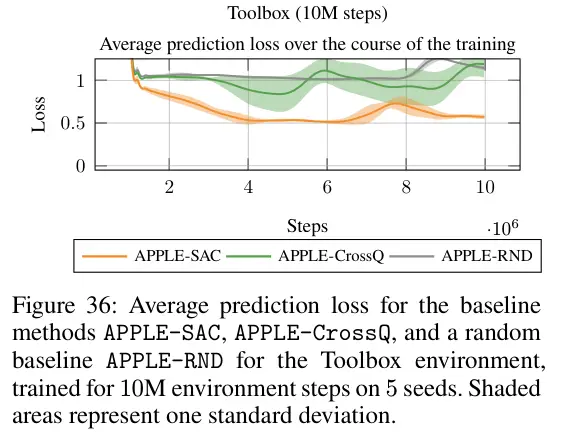 Toolbox (10M steps)
Average prediction loss over the course of the training
1
0.5
0
Loss
2 4 6 8 10
Steps
·10⁶
APPLE-SAC APPLE-CrossQ APPLE-RND
Figure 36: Average prediction loss for the baseline
methods APPLE-SAC, APPLE-CrossQ, and a random
baseline APPLE-RND for the Toolbox environment,
trained for 10M environment steps on 5 seeds. Shaded
areas represent one standard deviation.